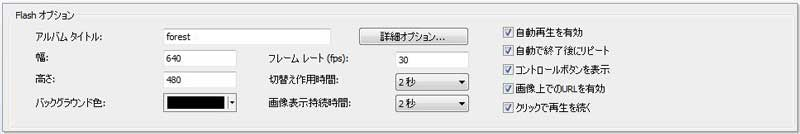 Flash オプション
アルバム タイトル: forest 詳細オプション...
幅: 640 フレーム レート (fps): 30
高さ: 480 切替え作用時間: 2 秒
バックグラウンド色: 画像表示持続時間: 2 秒
自動再生を有効
自動で終了後にリピート
コントロールボタンを表示
画像上でのURLを有効
クリックで再生を続く